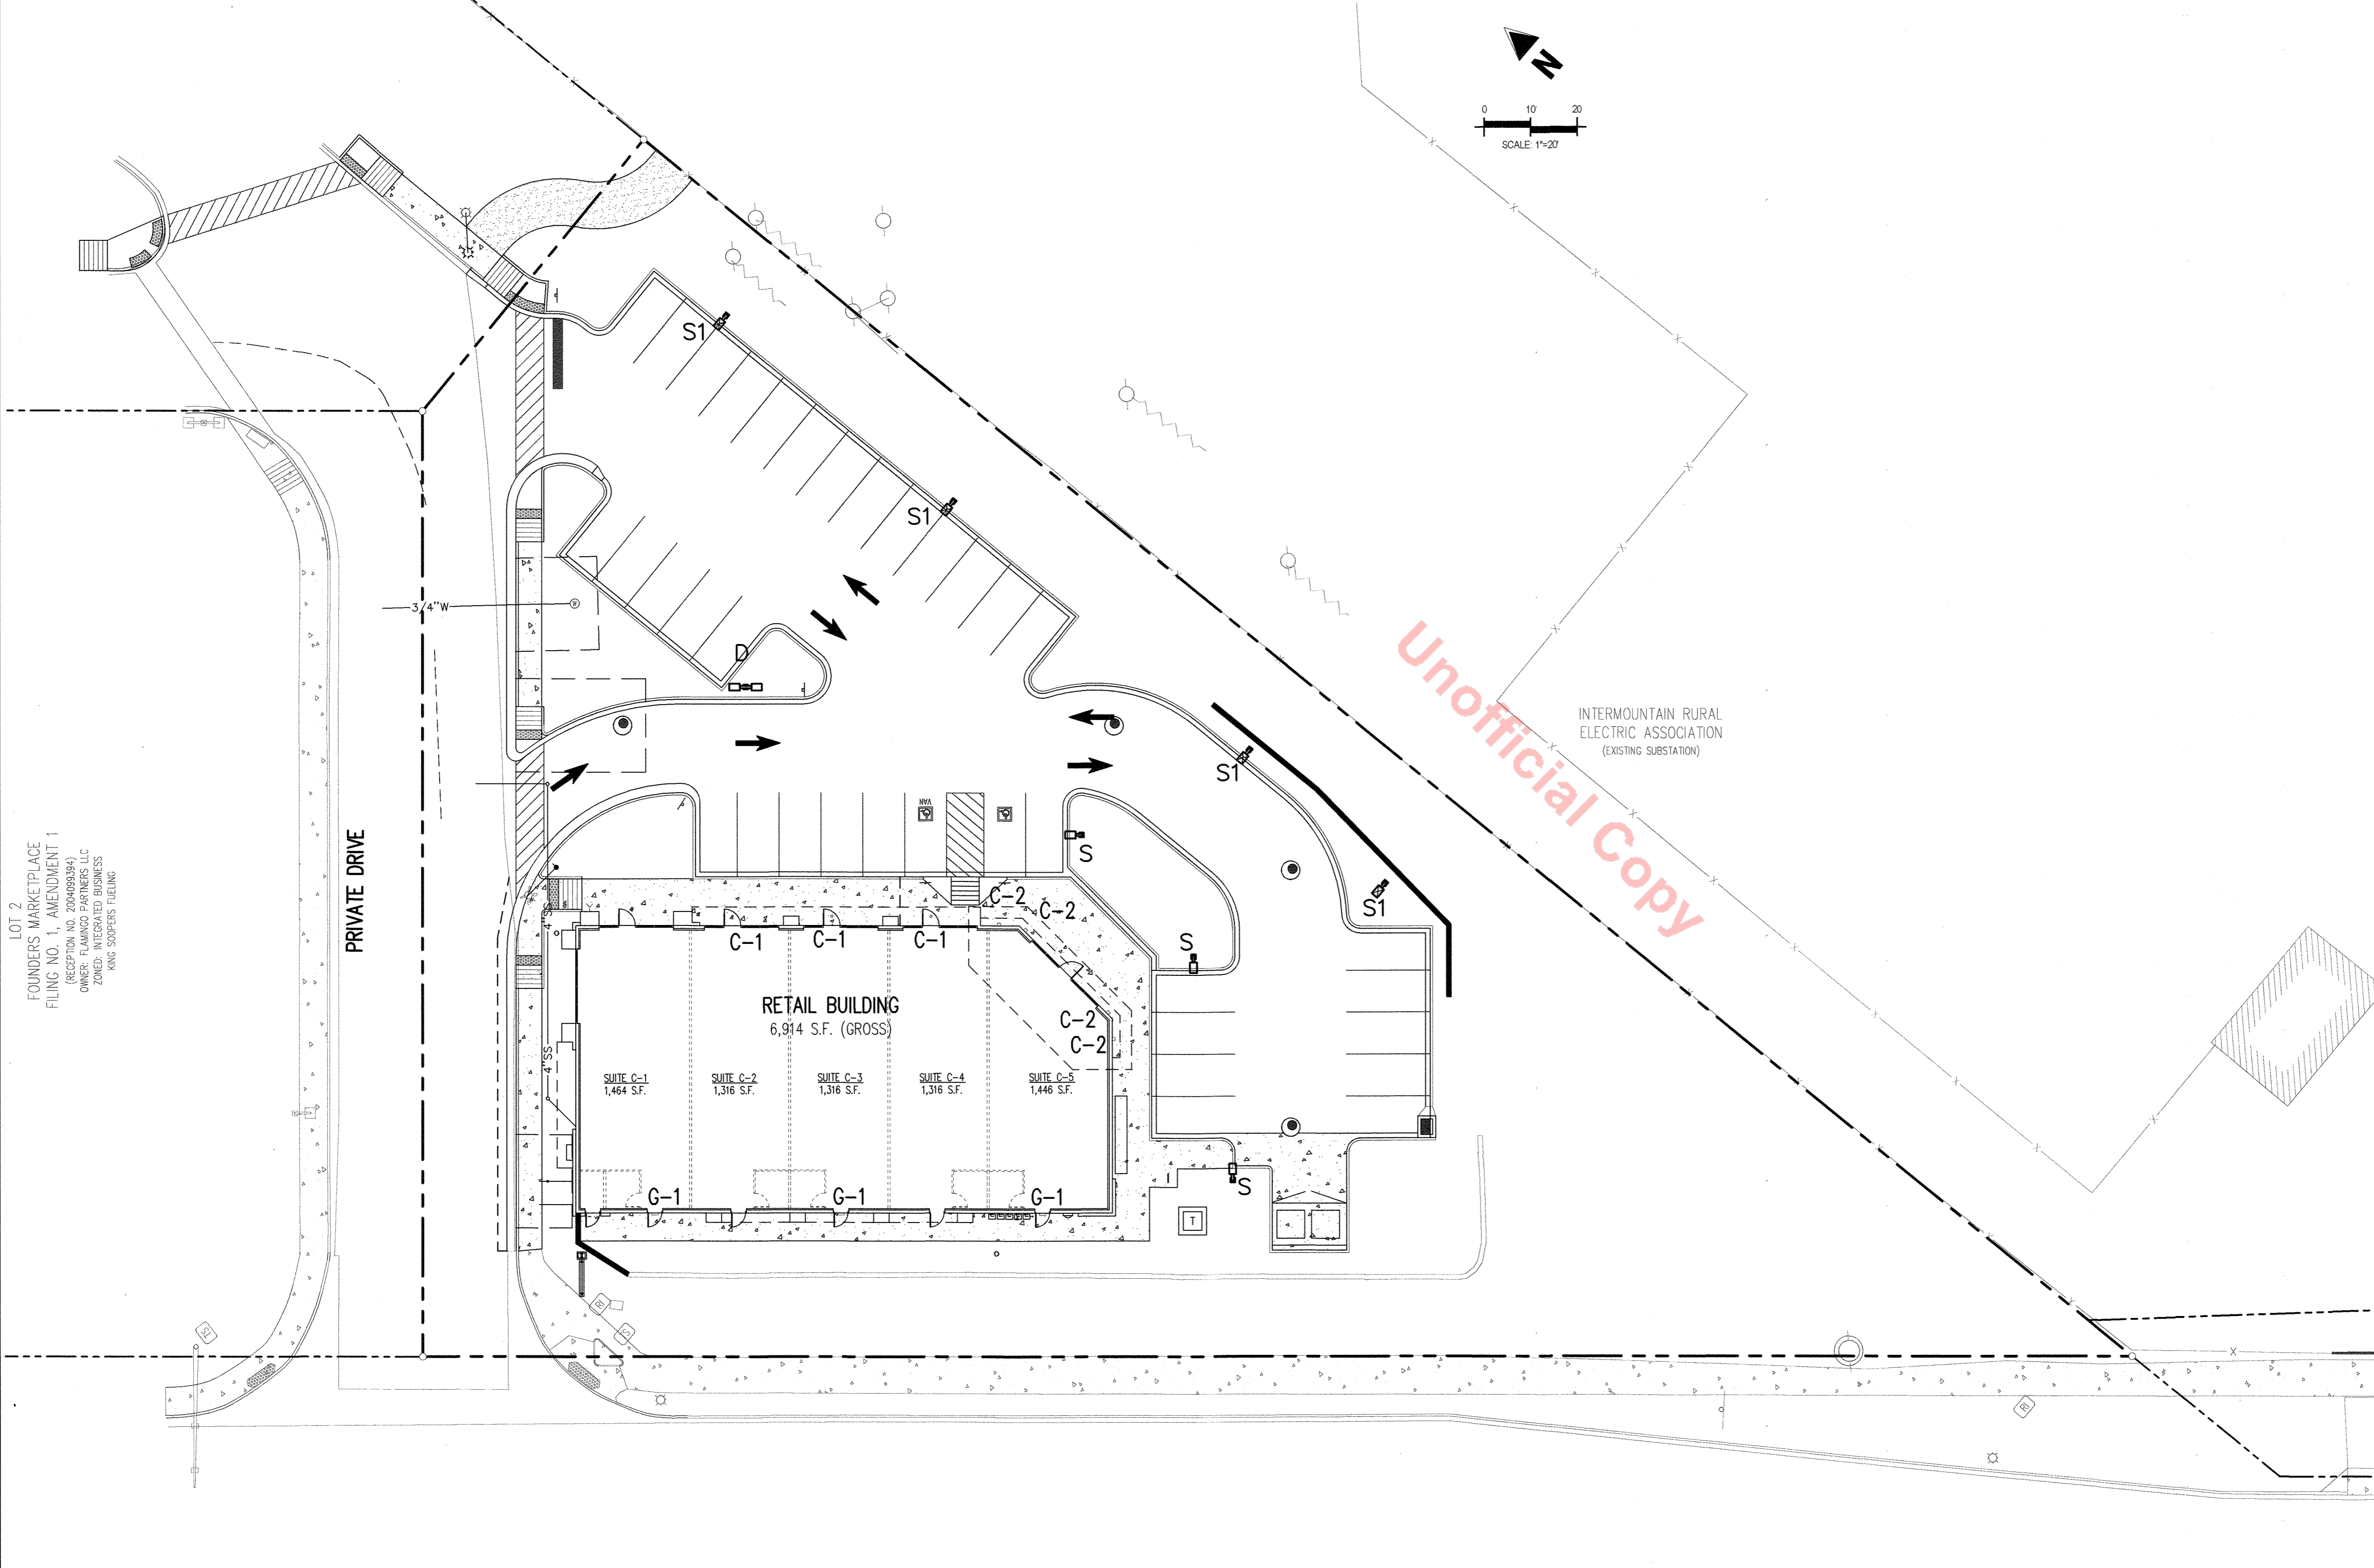 N
0 10' 20
SCALE: 1"=20'
S1
S1
3/4"W
D
S1
S1
INTERMOUNTAIN RURAL
ELECTRIC ASSOCIATION
(EXISTING SUBSTATION)
Unofficial Copy
VAN
S
S
S
LOT 2
FOUNDERS MARKETPLACE
FILING NO. 1, AMENDMENT 1
(RECEPTION NO. 2004099394)
OWNER: FLAMINGO PARTNERS LLC
ZONED: INTEGRATED BUSINESS
KING SOOPERS FUELING
PRIVATE DRIVE
C-2
C-2
C-1
C-1
C-1
RETAIL BUILDING
6,914 S.F. (GROSS)
C-2
C-2
4"SS
SUITE C-1
1,464 S.F.
SUITE C-2
1,316 S.F.
SUITE C-3
1,316 S.F.
SUITE C-4
1,316 S.F.
SUITE C-5
1,446 S.F.
G-1
G-1
G-1
T
RI
RI